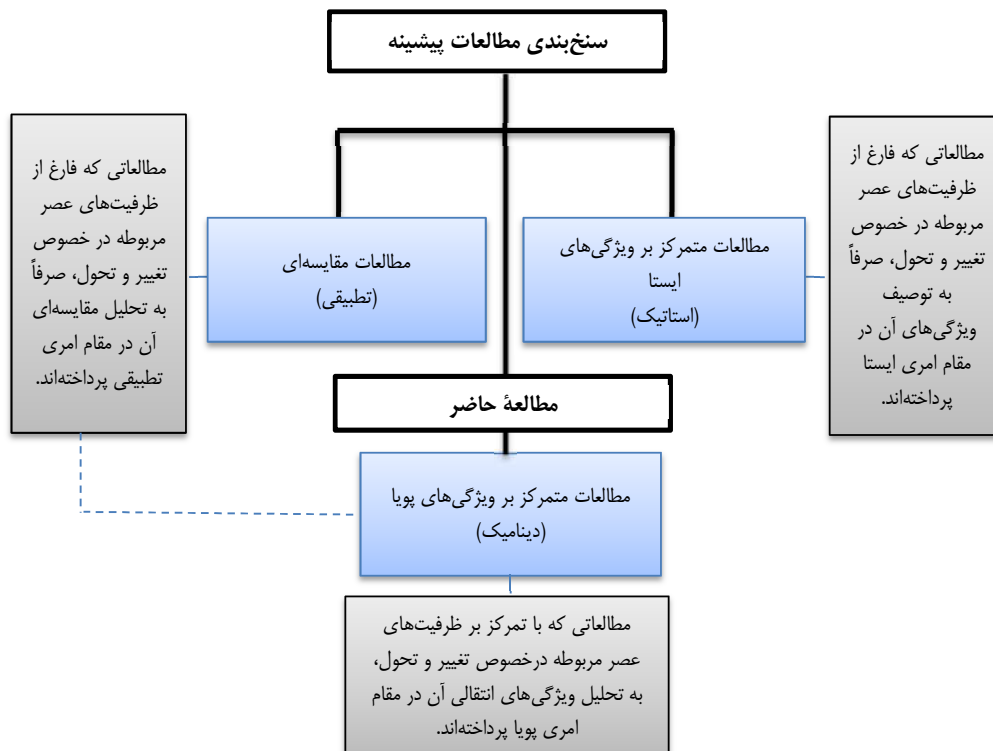 سنخ‌بندی مطالعات پیشینه
مطالعاتی که فارغ از
ظرفیت‌های عصر
مربوطه در خصوص
تغییر و تحول، صرفاً
به توصیف
ویژگی‌های آن در
مقام امری ایستا
پرداخته‌اند.
مطالعات متمرکز بر ویژگی‌های
ایستا
(استاتیک)
مطالعات مقایسه‌ای
(تطبیقی)
مطالعاتی که فارغ از
ظرفیت‌های عصر
مربوطه در خصوص
تغییر و تحول، صرفاً
به تحلیل مقایسه‌ای
آن در مقام امری
تطبیقی پرداخته‌اند.
مطالعهٔ حاضر
مطالعات متمرکز بر ویژگی‌های پویا
(دینامیک)
مطالعاتی که با تمرکز بر ظرفیت‌های
عصر مربوطه درخصوص تغییر و تحول،
به تحلیل ویژگی‌های انتقالی آن در مقام
امری پویا پرداخته‌اند.